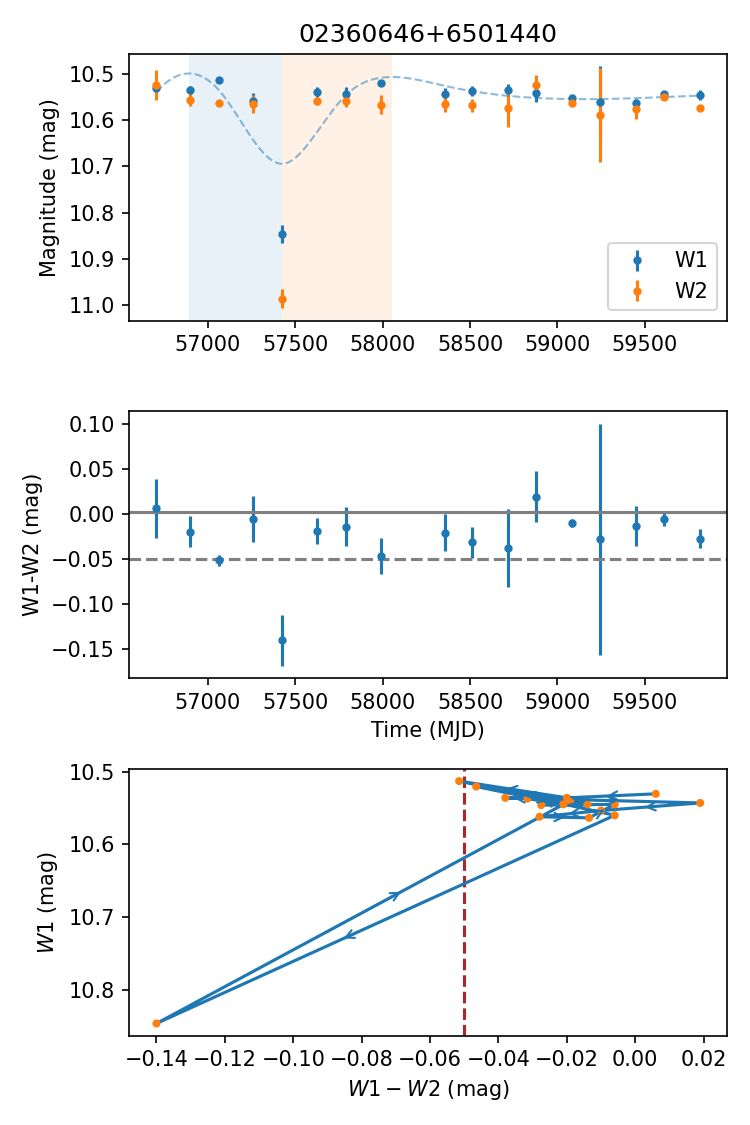 02360646+6501440
10.5
10.6
10.7
10.8
10.9
11.0
Magnitude (mag)
W1
W2
57000 57500 58000 58500 59000 59500
0.10
0.05
0.00
−0.05
−0.10
−0.15
W1-W2 (mag)
57000 57500 58000 58500 59000 59500
Time (MJD)
10.5
10.6
10.7
10.8
W1 (mag)
−0.14 −0.12 −0.10 −0.08 −0.06 −0.04 −0.02 0.00 0.02
W1 − W2 (mag)